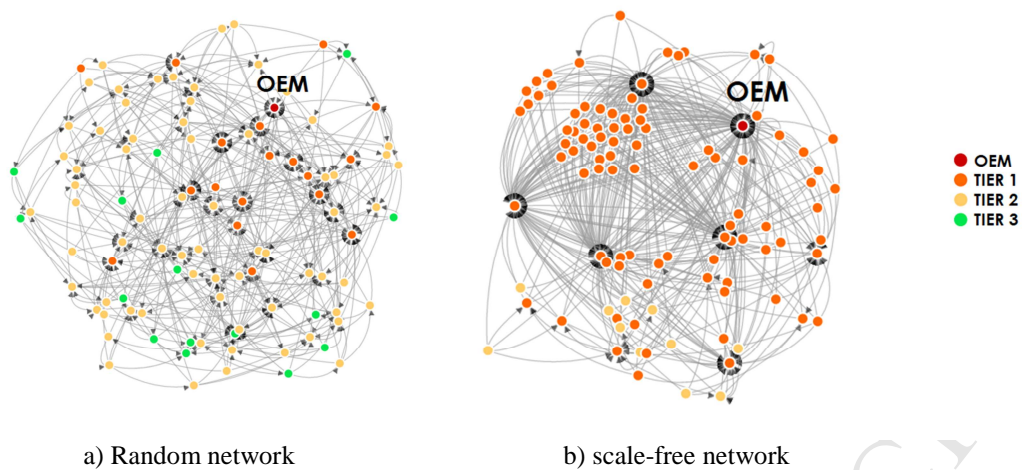 OEM
OEM
OEM
TIER 1
TIER 2
TIER 3
a) Random network
b) scale-free network